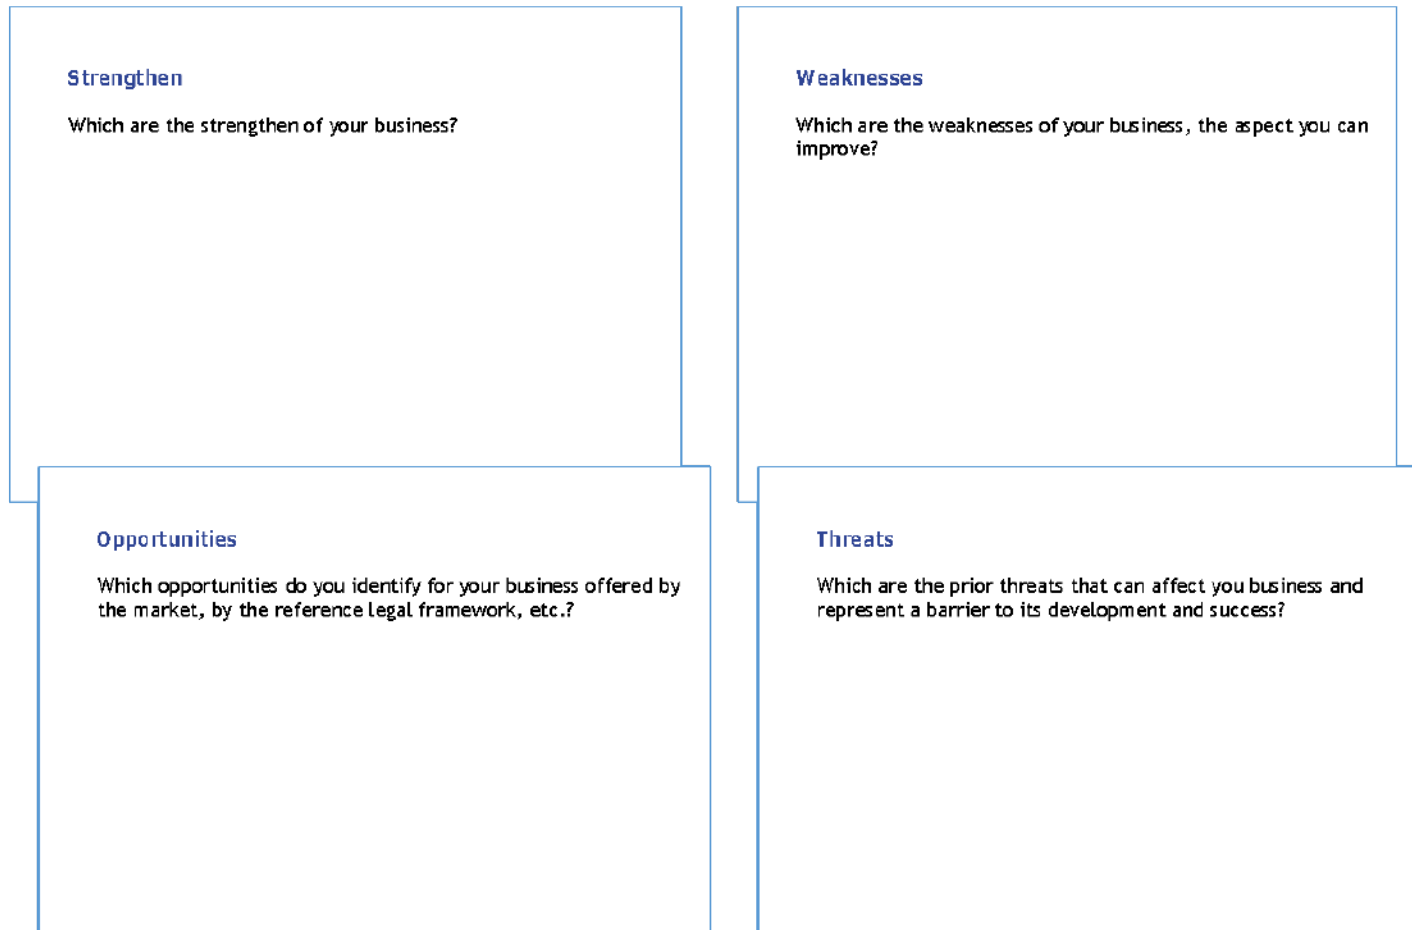 Strengthen
Which are the strengthen of your business?
Weaknesses
Which are the weaknesses of your business, the aspect you can
improve?
Opportunities
Which opportunities do you identify for your business offered by
the market, by the reference legal framework, etc.?
Threats
Which are the prior threats that can affect you business and
represent a barrier to its development and success?